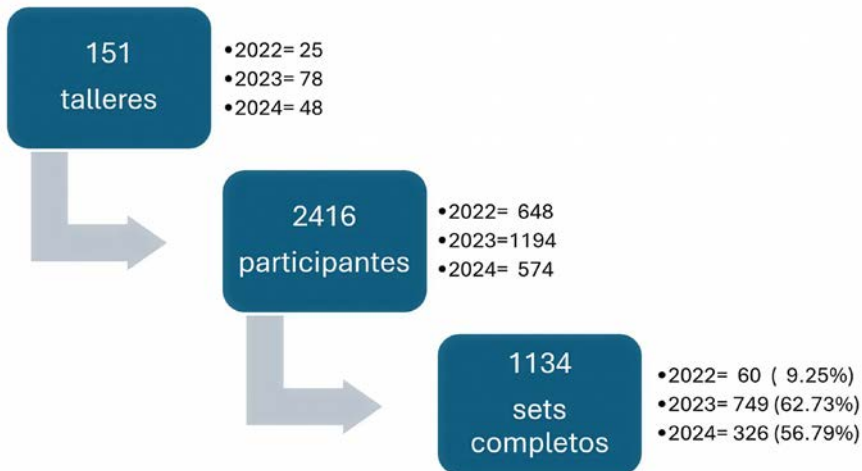 151
talleres
•2022= 25
•2023= 78
•2024= 48
2416
participantes
•2022= 648
•2023=1194
•2024= 574
1134
sets
completos
•2022= 60 ( 9.25%)
•2023= 749 (62.73%)
•2024= 326 (56.79%)